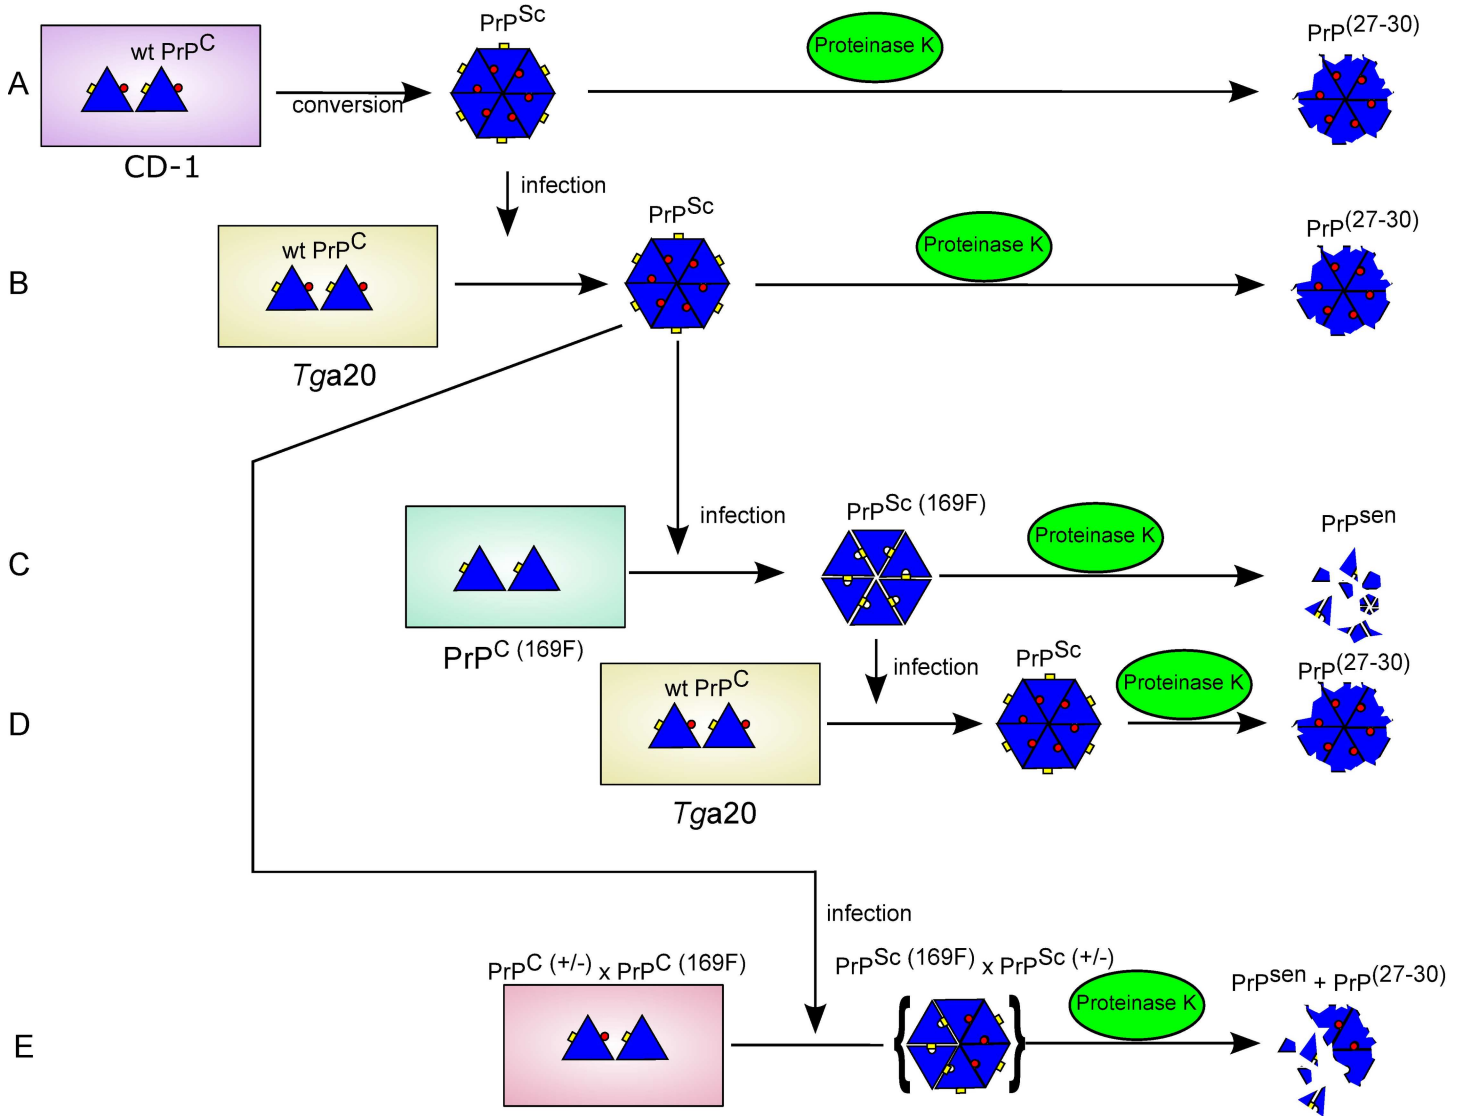 A
wt PrPC
CD-1
conversion
PrPSc
Proteinase K
PrP(27-30)
infection
B
wt PrPC
Tga20
PrPSc
Proteinase K
PrP(27-30)
infection
C
PrPC (169F)
PrPSc (169F)
Proteinase K
PrPsen
infection
D
wt PrPC
Tga20
PrPSc
Proteinase K
PrP(27-30)
infection
E
PrPC (+/-) x PrPC (169F)
PrPSc (169F) x PrPSc (+/-)
{ }
Proteinase K
PrPsen + PrP(27-30)